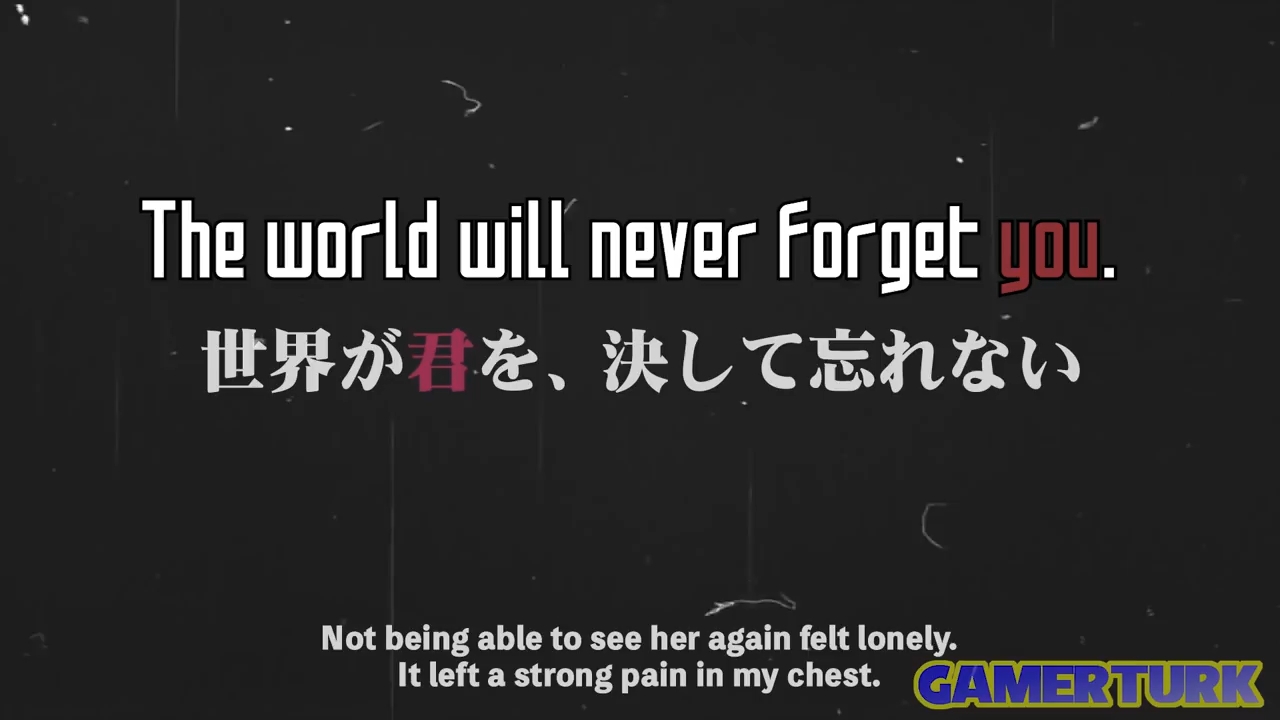 The world will never forget you.
世界が君を、決して忘れない
Not being able to see her again felt lonely.
It left a strong pain in my chest.
GAMERTURK